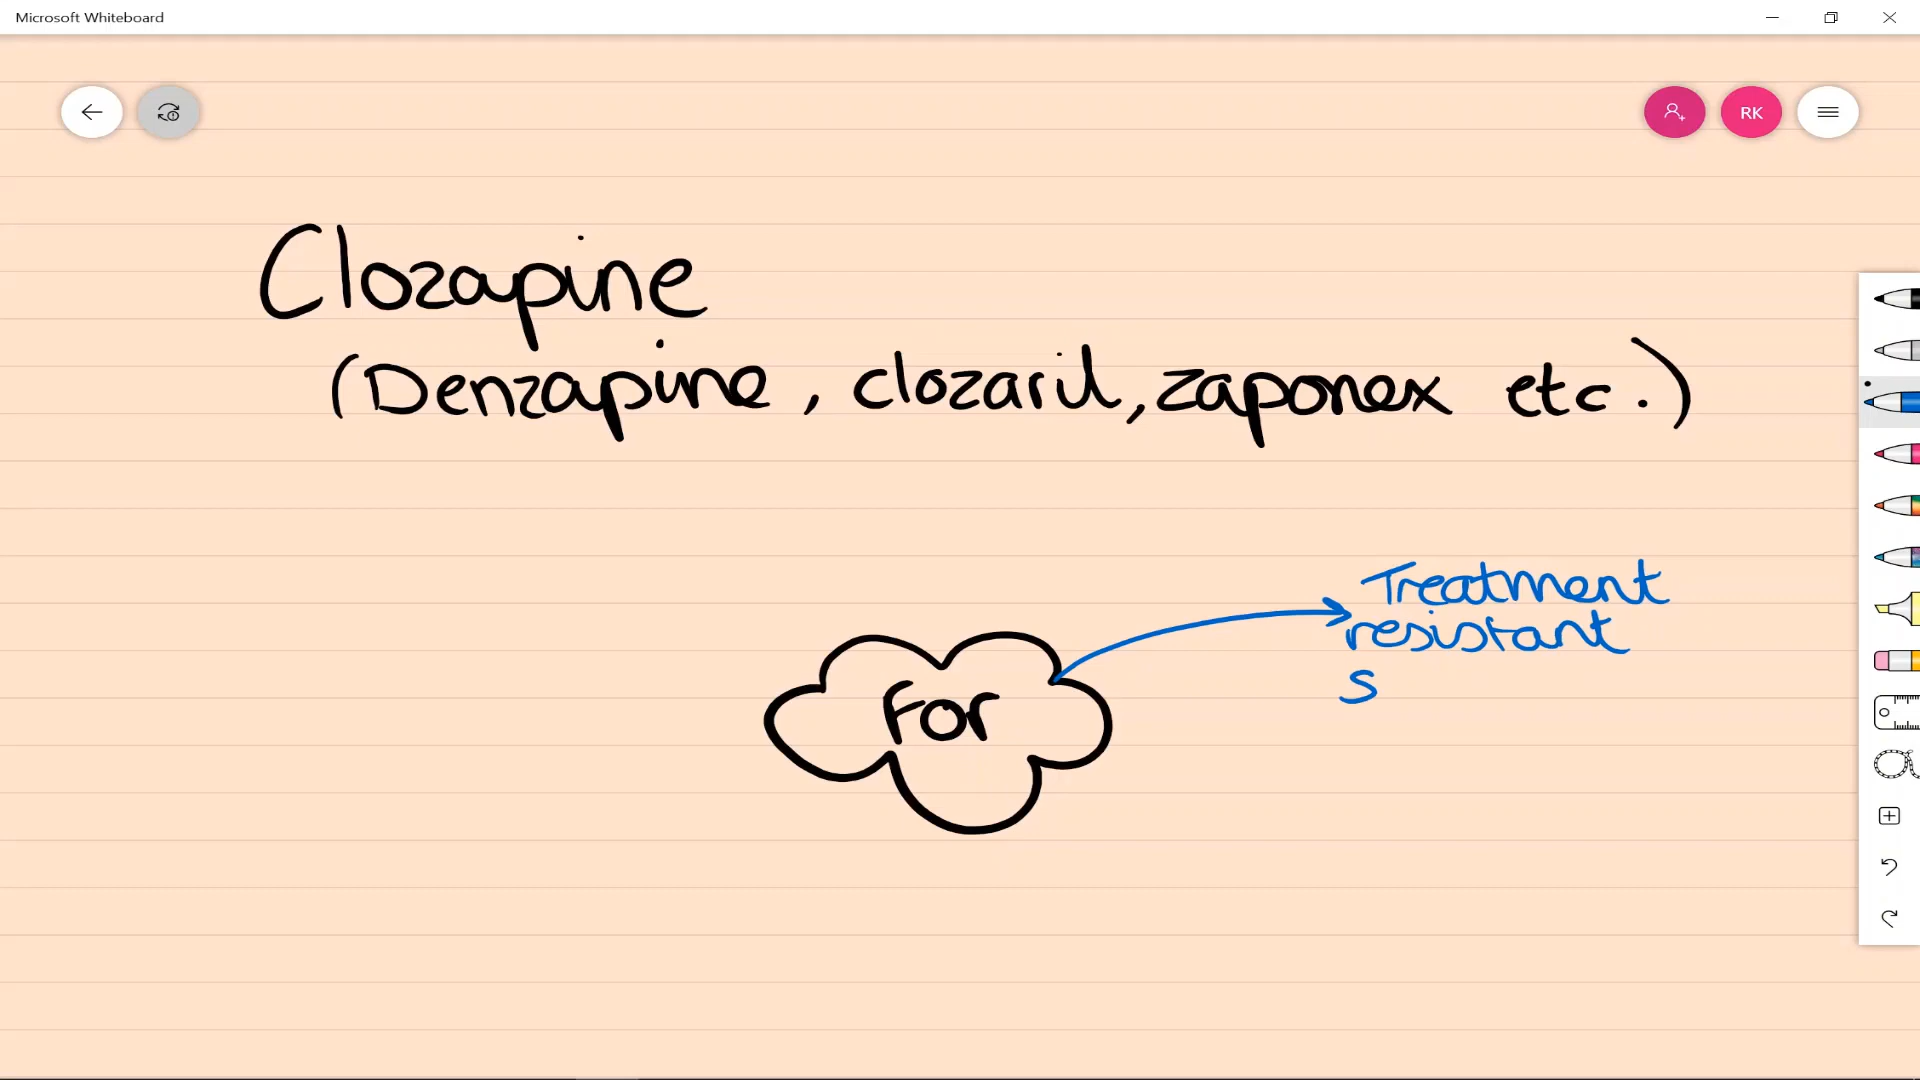 Microsoft Whiteboard
RK
Clozapine
(Denzapine, clozaril, zaponex etc.)
Treatment
resistant
S
For